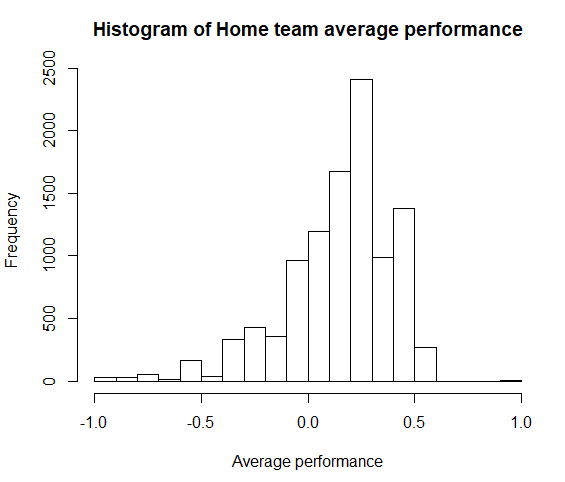 Histogram of Home team average performance
Frequency
2500
2000
1500
1000
500
0
-1.0 -0.5 0.0 0.5 1.0
Average performance